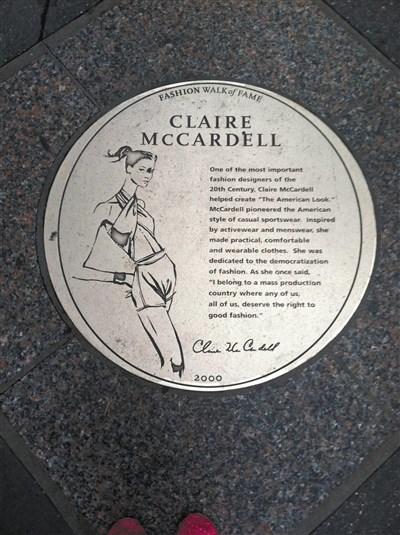 FASHION WALK of FAME
CLAIRE
MCCARDELL
One of the most important
fashion designers of the
20th Century, Claire McCardell
helped create "The American Look."
McCardell pioneered the American
style of casual sportswear. Inspired
by activewear and menswear, she
made practical, comfortable
and wearable clothes. She was
dedicated to the democratization
of fashion. As she once said,
"I belong to a mass production
country where any of us,
all of us, deserve the right to
good fashion."
Claire McCardell
2000